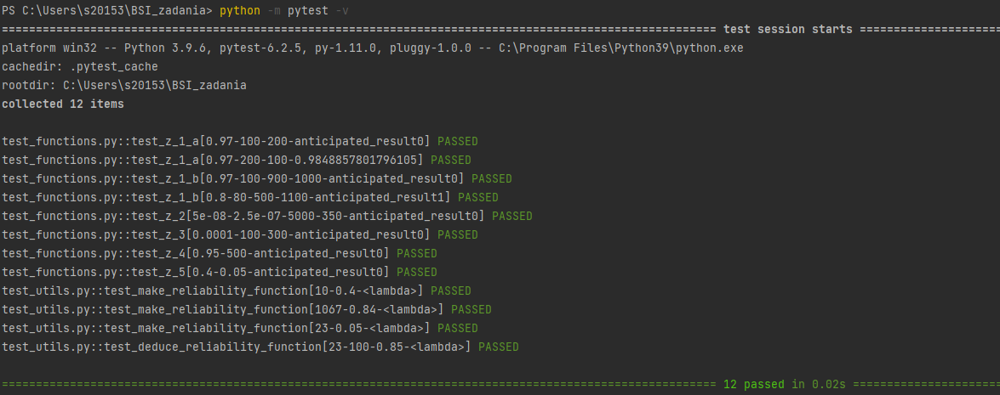 PS C:\Users\s20153\BSI_zadania> python -m pytest -v
========================================================================================================= test session starts =====================
platform win32 -- Python 3.9.6, pytest-6.2.5, py-1.11.0, pluggy-1.0.0 -- C:\Program Files\Python39\python.exe
cachedir: .pytest_cache
rootdir: C:\Users\s20153\BSI_zadania
collected 12 items
test_functions.py::test_z_1_a[0.97-100-200-anticipated_result0] PASSED
test_functions.py::test_z_1_a[0.97-200-100-0.9848857801796105] PASSED
test_functions.py::test_z_1_b[0.97-100-900-1000-anticipated_result0] PASSED
test_functions.py::test_z_1_b[0.8-80-500-1100-anticipated_result1] PASSED
test_functions.py::test_z_2[5e-08-2.5e-07-5000-350-anticipated_result0] PASSED
test_functions.py::test_z_3[0.0001-100-300-anticipated_result0] PASSED
test_functions.py::test_z_4[0.95-500-anticipated_result0] PASSED
test_functions.py::test_z_5[0.4-0.05-anticipated_result0] PASSED
test_utils.py::test_make_reliability_function[10-0.4-<lambda>] PASSED
test_utils.py::test_make_reliability_function[1067-0.84-<lambda>] PASSED
test_utils.py::test_make_reliability_function[23-0.05-<lambda>] PASSED
test_utils.py::test_deduce_reliability_function[23-100-0.85-<lambda>] PASSED
========================================================================================================= 12 passed in 0.02s ======================